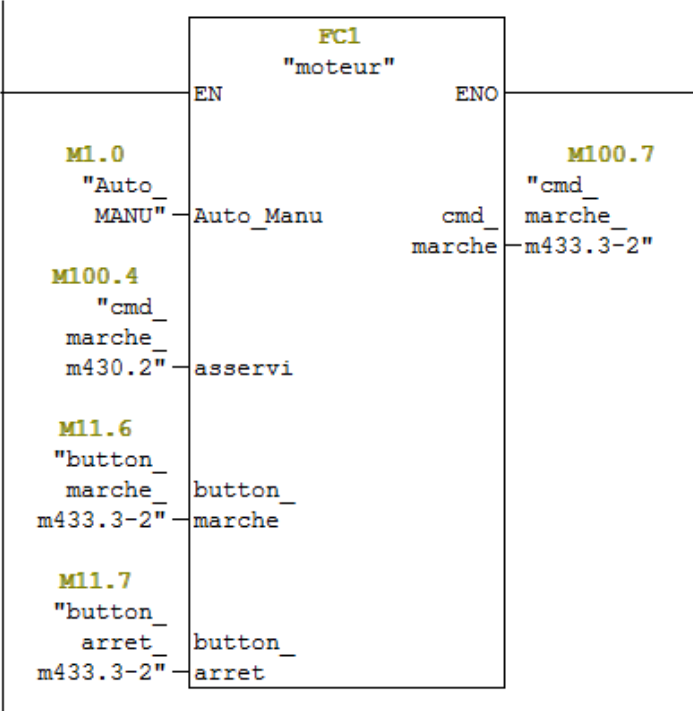 FC1
"moteur"
EN ENO
M1.0 M100.7
"Auto_ "cmd_
MANU" Auto_Manu cmd_ marche_
marche m433.3-2"
M100.4
"cmd_
marche_
m430.2" asservi
M11.6
"button_
marche_ button_
m433.3-2" marche
M11.7
"button_
arret_ button_
m433.3-2" arret